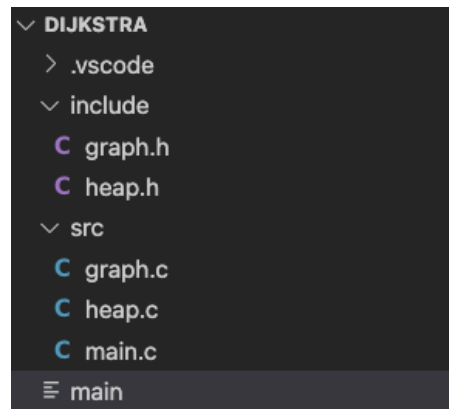 DIJKSTRA
.vscode
include
C graph.h
C heap.h
src
C graph.c
C heap.c
C main.c
main